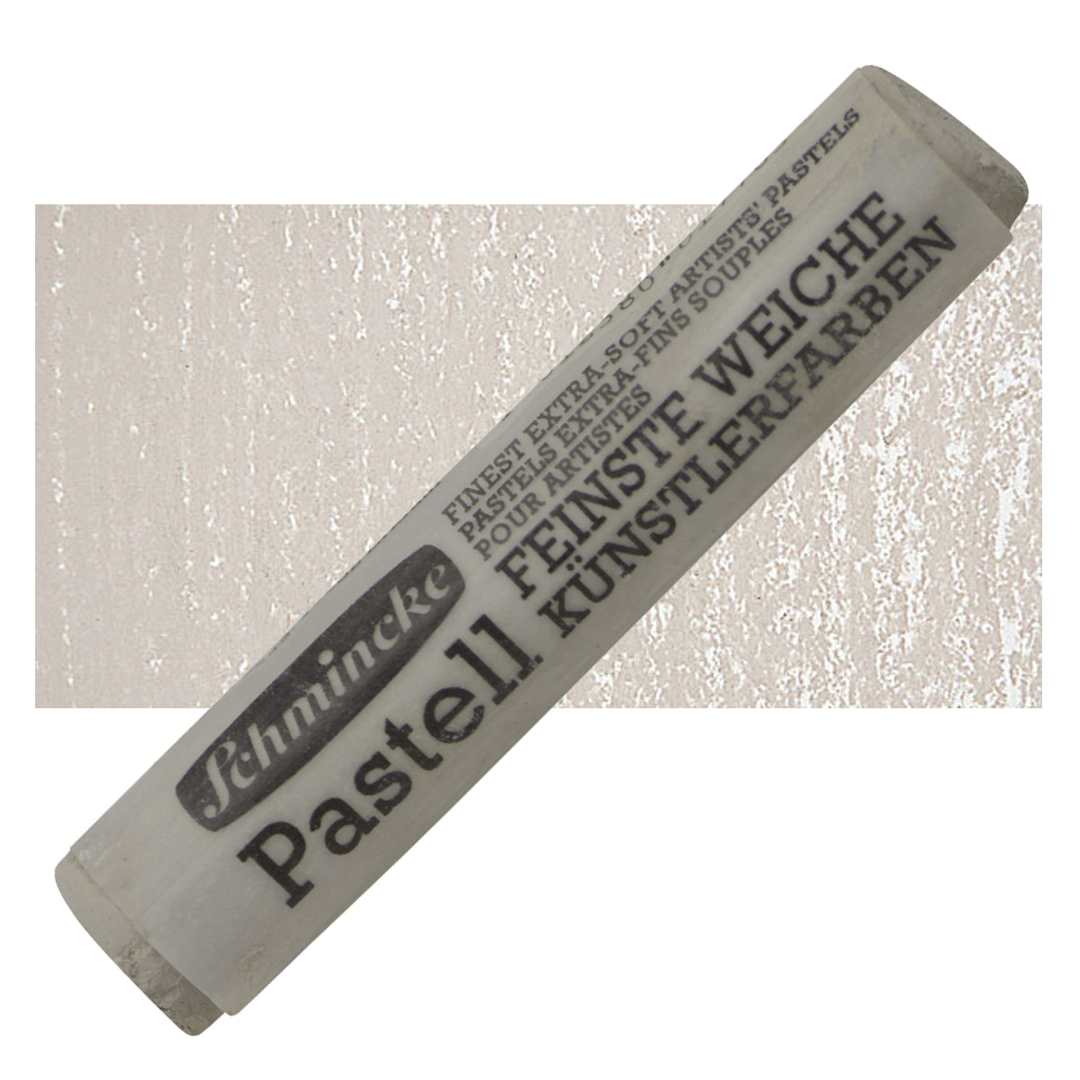 FINEST EXTRA-SOFT ARTISTS' PASTELS
PASTELS EXTRA-FINS SOUPLES
POUR ARTISTES
Schmincke
Pastell
FEINSTE WEICHE
KÜNSTLERFARBEN